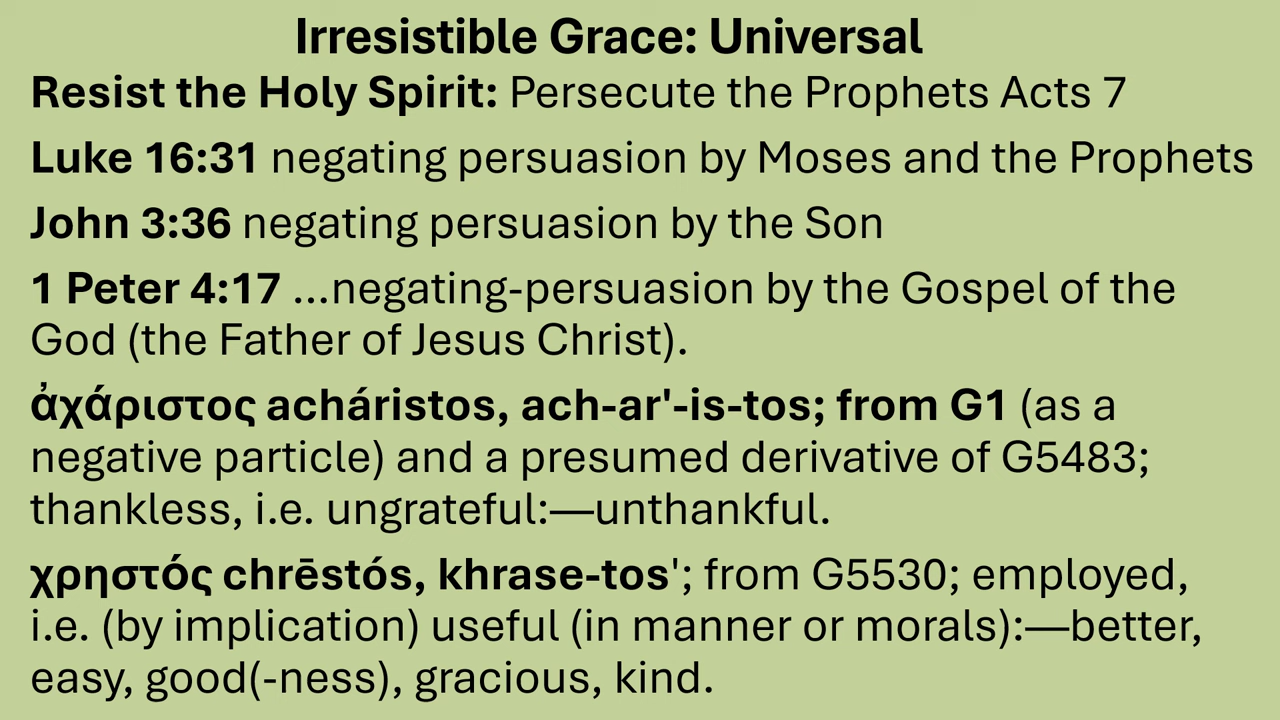 Irresistible Grace: Universal
Resist the Holy Spirit: Persecute the Prophets Acts 7
Luke 16:31 negating persuasion by Moses and the Prophets
John 3:36 negating persuasion by the Son
1 Peter 4:17 …negating-persuasion by the Gospel of the
God (the Father of Jesus Christ).
ἀχάριστος acháristos, ach-ar'-is-tos; from G1 (as a
negative particle) and a presumed derivative of G5483;
thankless, i.e. ungrateful:—unthankful.
χρηστός chrēstós, khrase-tos'; from G5530; employed,
i.e. (by implication) useful (in manner or morals):—better,
easy, good(-ness), gracious, kind.